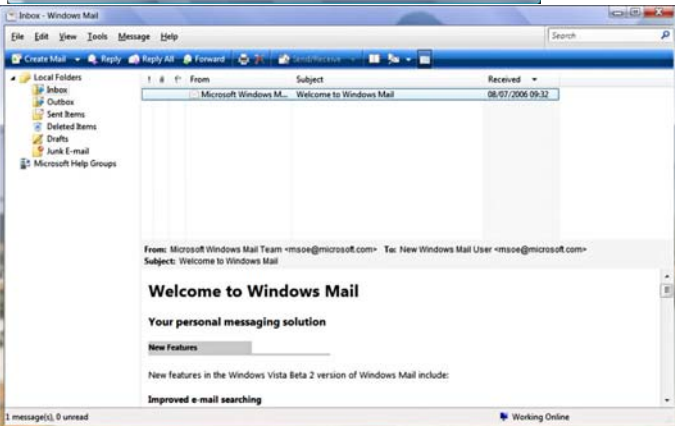 Inbox - Windows Mail
File Edit View Tools Message Help
Search
Create Mail Reply Reply All Forward Send/Receive
Local Folders
Inbox
Outbox
Sent Items
Deleted Items
Drafts
Junk E-mail
Microsoft Help Groups
! From Subject Received
Microsoft Windows M... Welcome to Windows Mail 08/07/2006 09:32
From: Microsoft Windows Mail Team <msoe@microsoft.com> To: New Windows Mail User <msoe@microsoft.com>
Subject: Welcome to Windows Mail
Welcome to Windows Mail
Your personal messaging solution
New Features
New features in the Windows Vista Beta 2 version of Windows Mail include:
Improved e-mail searching
1 message(s), 0 unread
Working Online